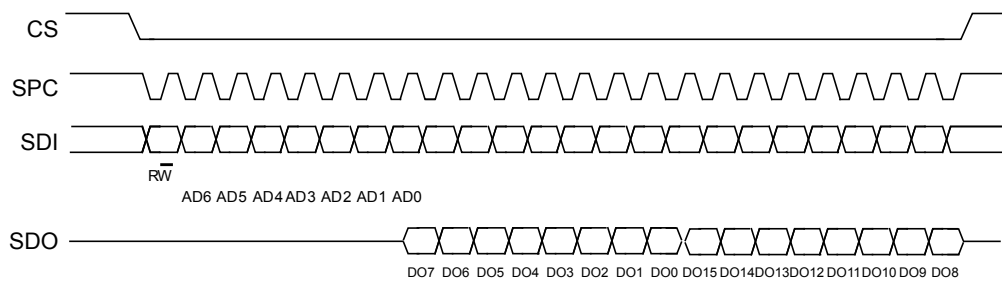 CS
SPC
SDI
RW
AD6 AD5 AD4 AD3 AD2 AD1 AD0
SDO
DO7 DO6 DO5 DO4 DO3 DO2 DO1 DO0 DO15 DO14 DO13 DO12 DO11 DO10 DO9 DO8